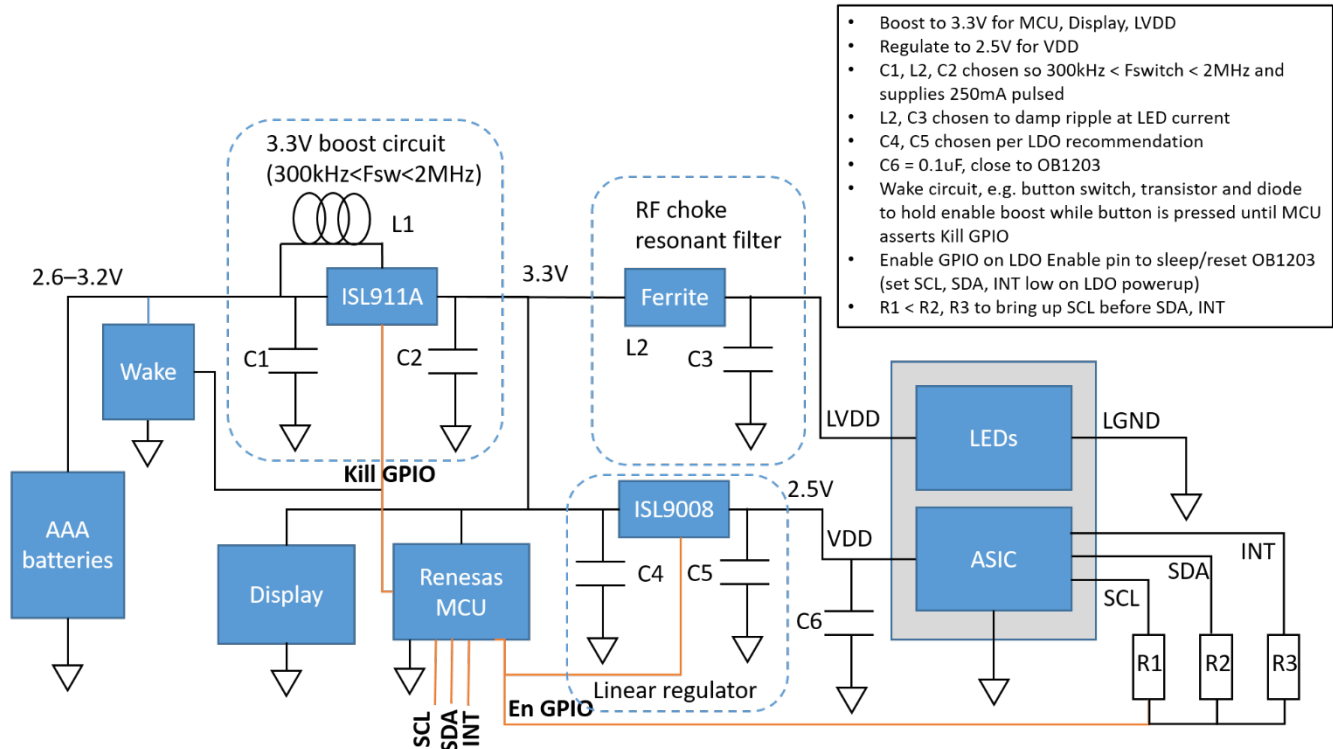 • Boost to 3.3V for MCU, Display, LVDD
• Regulate to 2.5V for VDD
• C1, L2, C2 chosen so 300kHz < Fswitch < 2MHz and
supplies 250mA pulsed
• L2, C3 chosen to damp ripple at LED current
• C4, C5 chosen per LDO recommendation
• C6 = 0.1uF, close to OB1203
• Wake circuit, e.g. button switch, transistor and diode
to hold enable boost while button is pressed until MCU
asserts Kill GPIO
• Enable GPIO on LDO Enable pin to sleep/reset OB1203
(set SCL, SDA, INT low on LDO powerup)
• R1 < R2, R3 to bring up SCL before SDA, INT
3.3V boost circuit
(300kHz<Fsw<2MHz)
L1
RF choke
resonant filter
2.6–3.2V
ISL911A
3.3V
Ferrite
L2
C1
C2
C3
Wake
LVDD
LEDs
LGND
Kill GPIO
AAA
batteries
ISL9008
2.5V
VDD
ASIC
INT
SDA
SCL
Display
Renesas
MCU
C4
C5
C6
R1
R2
R3
Linear regulator
En GPIO
SCL
SDA
INT